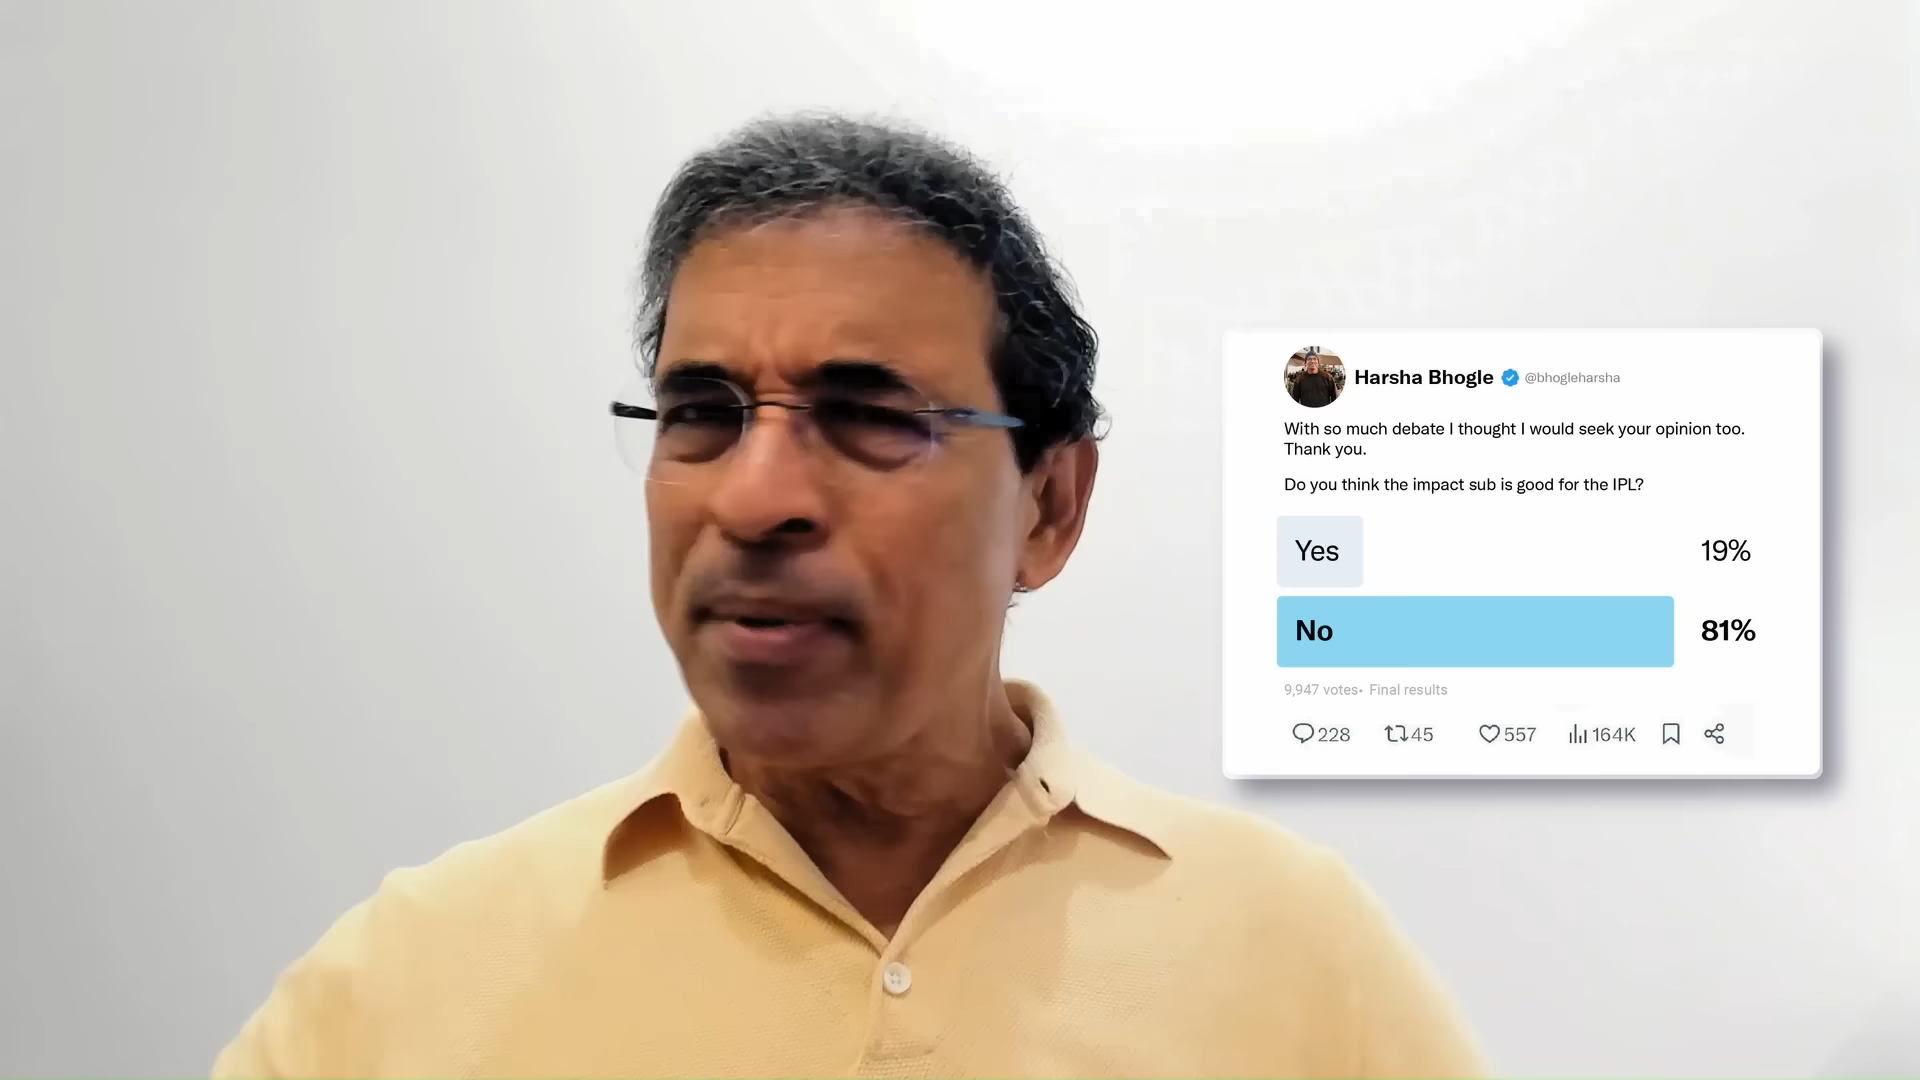 Harsha Bhogle @bhogleharsha
With so much debate I thought I would seek your opinion too.
Thank you.
Do you think the impact sub is good for the IPL?
Yes 19%
No 81%
9,947 votes• Final results
228 45 557 164K